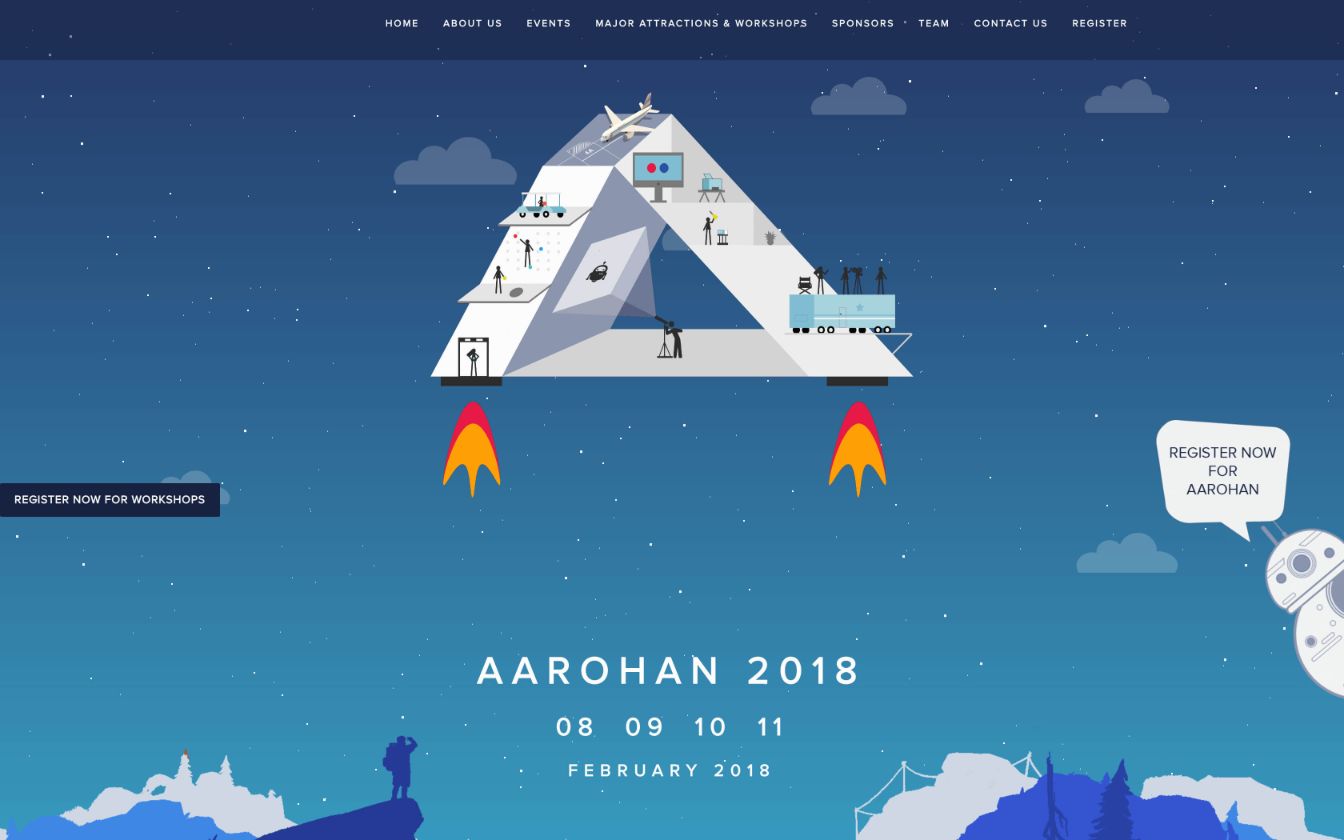 HOME ABOUT US EVENTS MAJOR ATTRACTIONS & WORKSHOPS SPONSORS TEAM CONTACT US REGISTER
REGISTER NOW
FOR
AAROHAN
REGISTER NOW FOR WORKSHOPS
AAROHAN 2018
08 09 10 11
FEBRUARY 2018